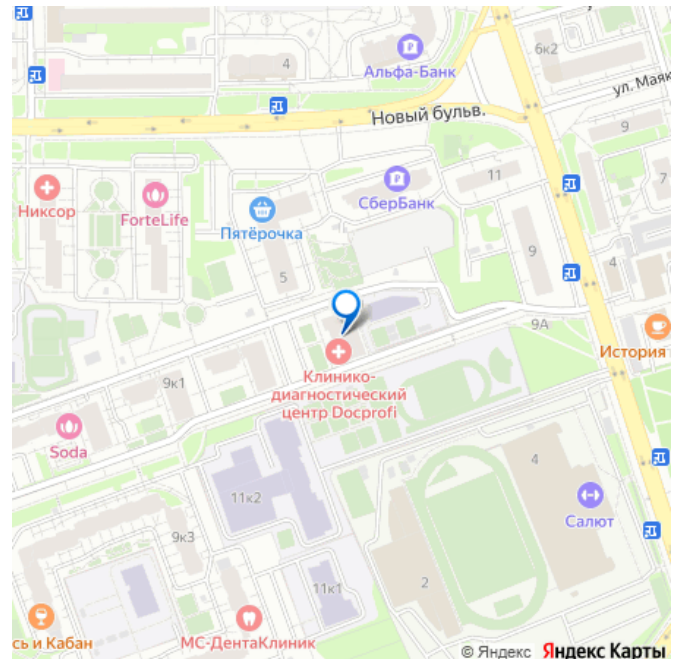 4
Альфа-Банк
6к2
ул. Маяк
Новый бульв.
9
11
7
СберБанк
Никсор
ForteLife
Пятёрочка
5
9
4
9А
История
Клинико-
диагностический
центр Docprofi
9к1
Soda
11к2
4
Салют
9к3
11к1
2
сь и Кабан
МС-ДентаКлиник
© Яндекс Яндекс Карты